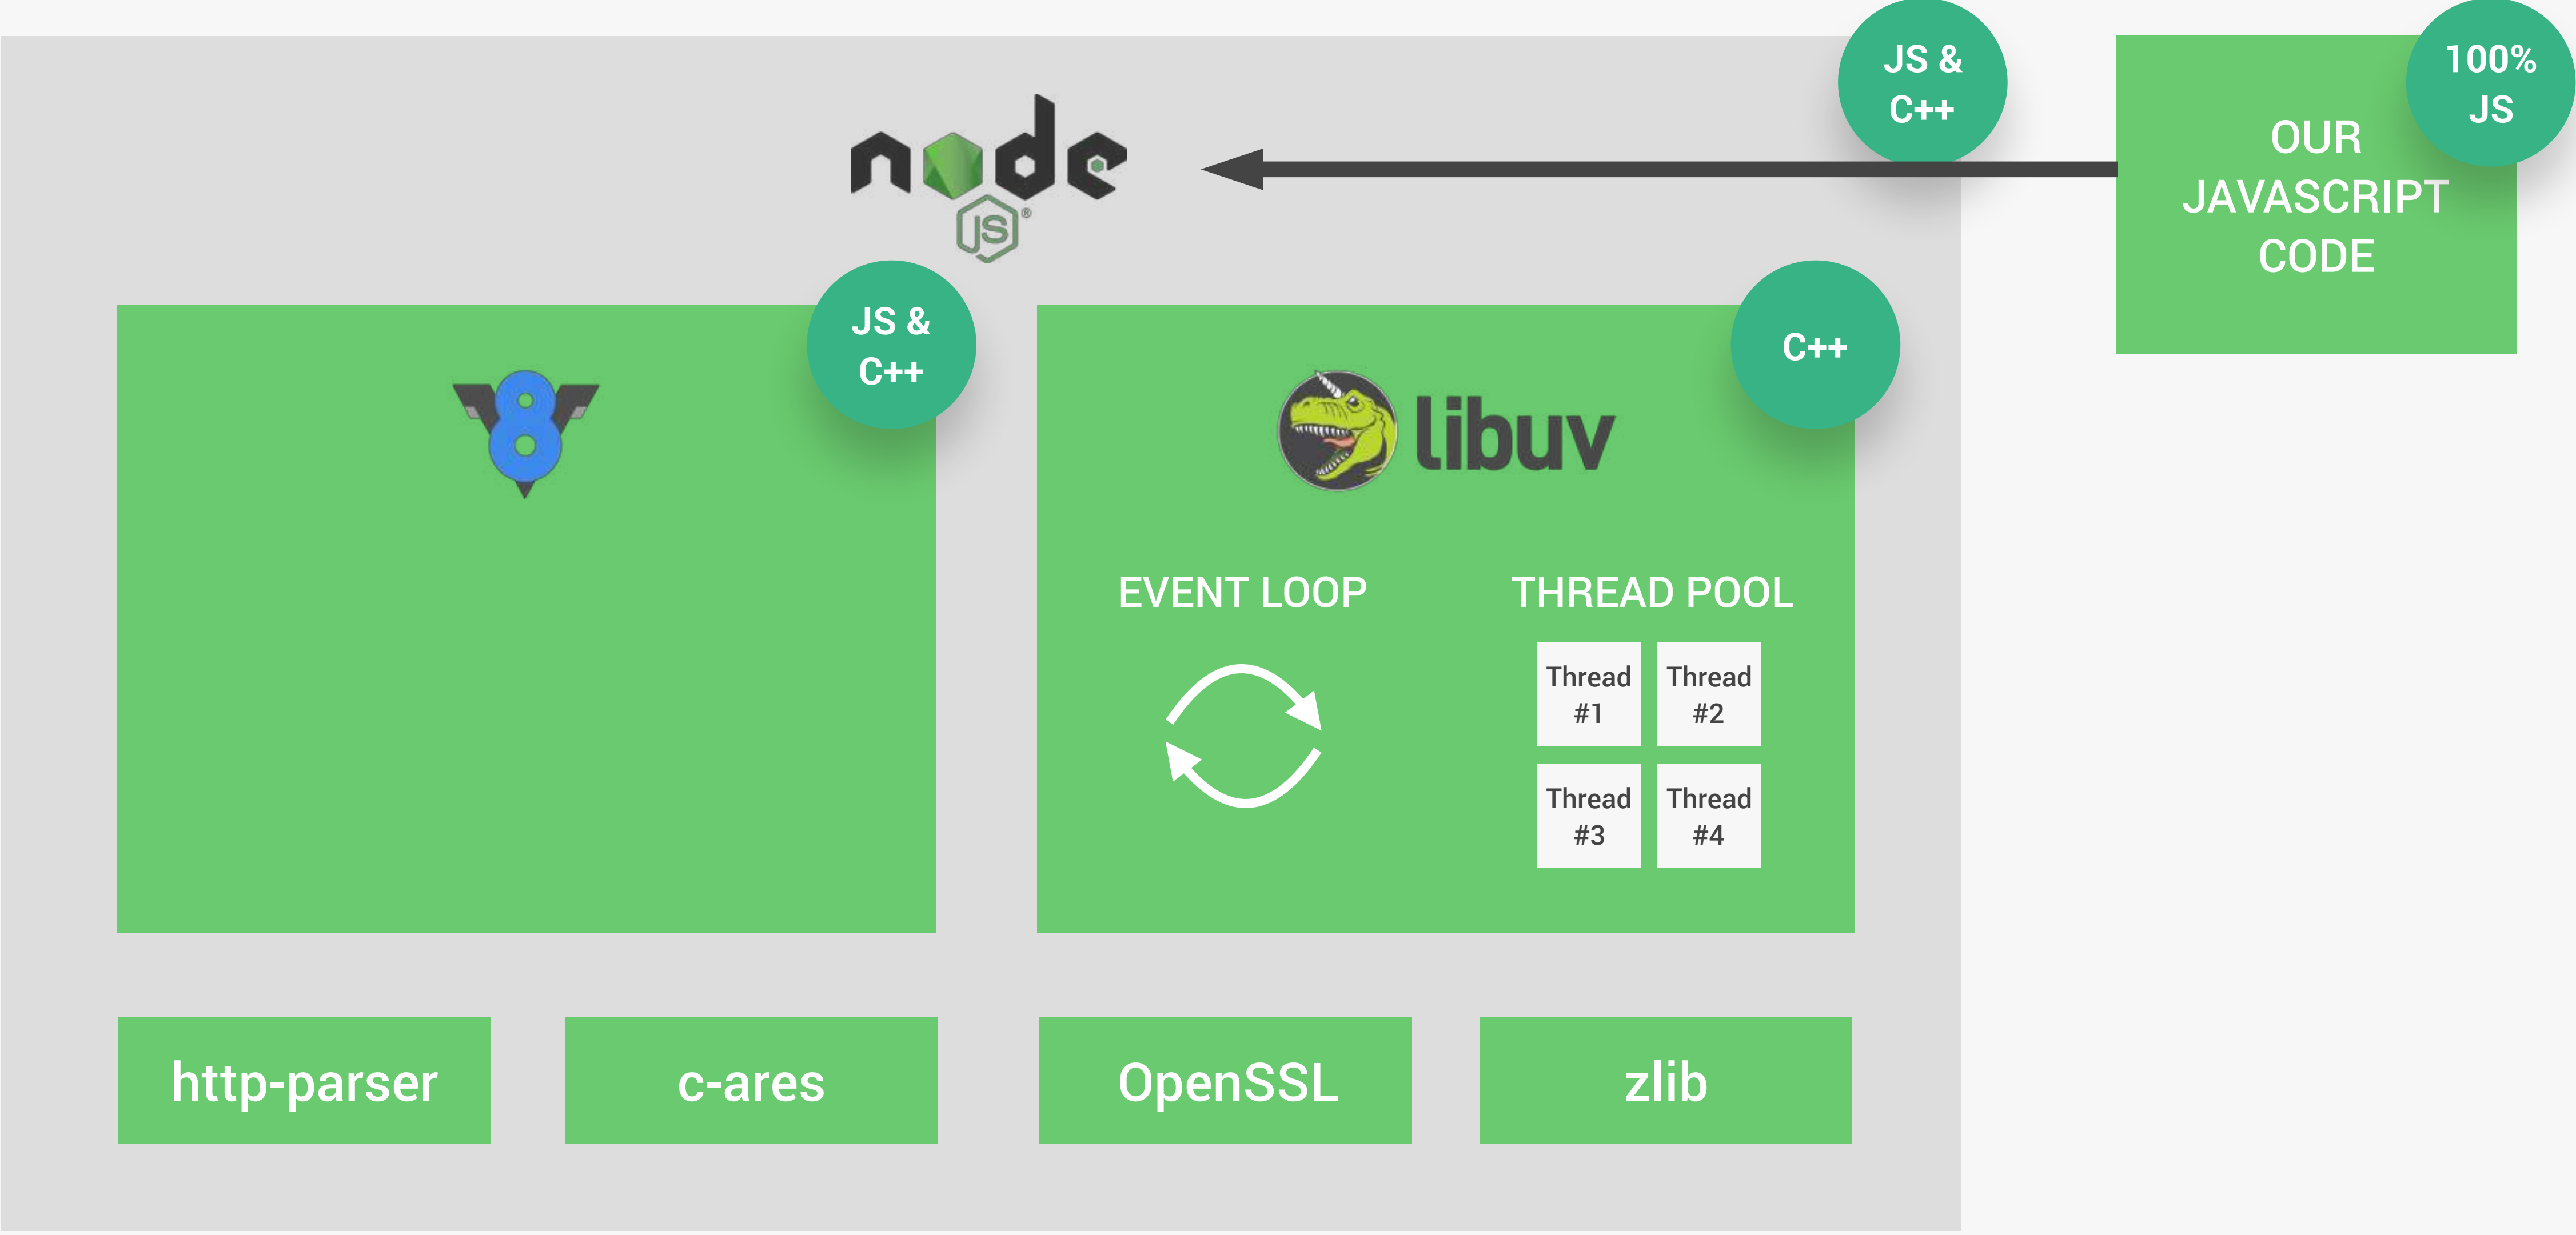 node
JS®
JS &
C++
100%
JS
OUR
JAVASCRIPT
CODE
V8
JS &
C++
libuv
C++
EVENT LOOP
THREAD POOL
Thread
#1
Thread
#2
Thread
#3
Thread
#4
http-parser
c-ares
OpenSSL
zlib